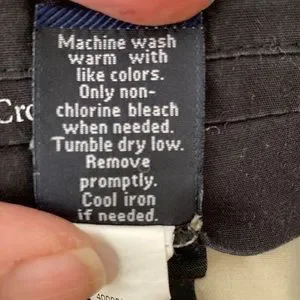 Machine wash
warm with
like colors.
Only non-
chlorine bleach
when needed.
Tumble dry low.
Remove
promptly.
Cool iron
if needed.